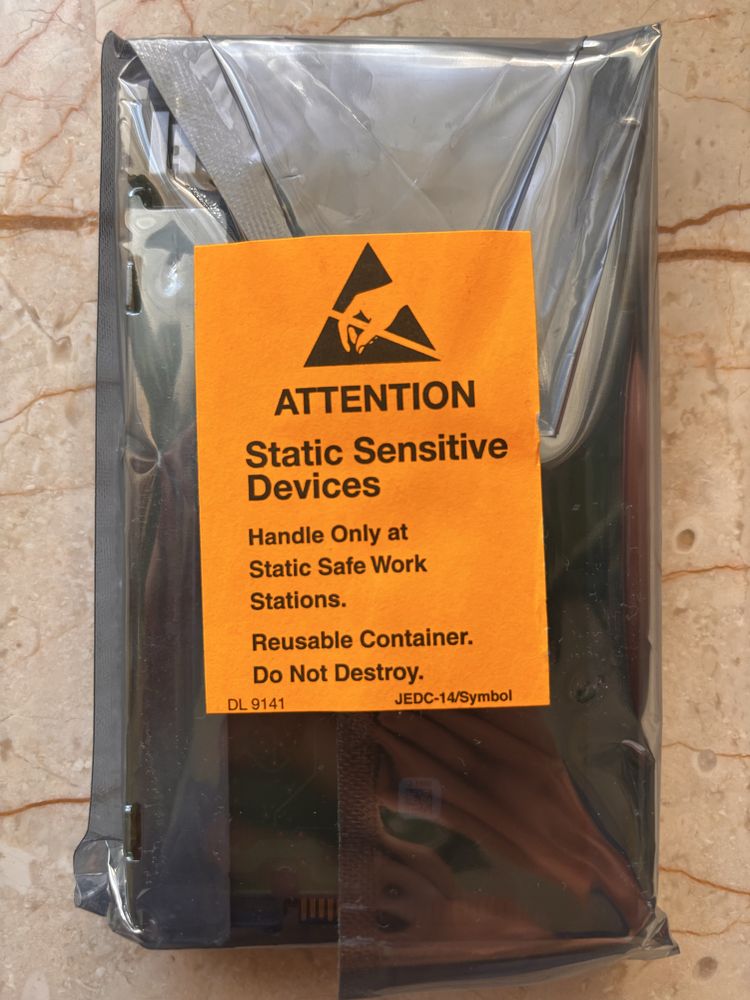 ATTENTION
Static Sensitive
Devices
Handle Only at
Static Safe Work
Stations.
Reusable Container.
Do Not Destroy.
DL 9141 JEDC-14/Symbol